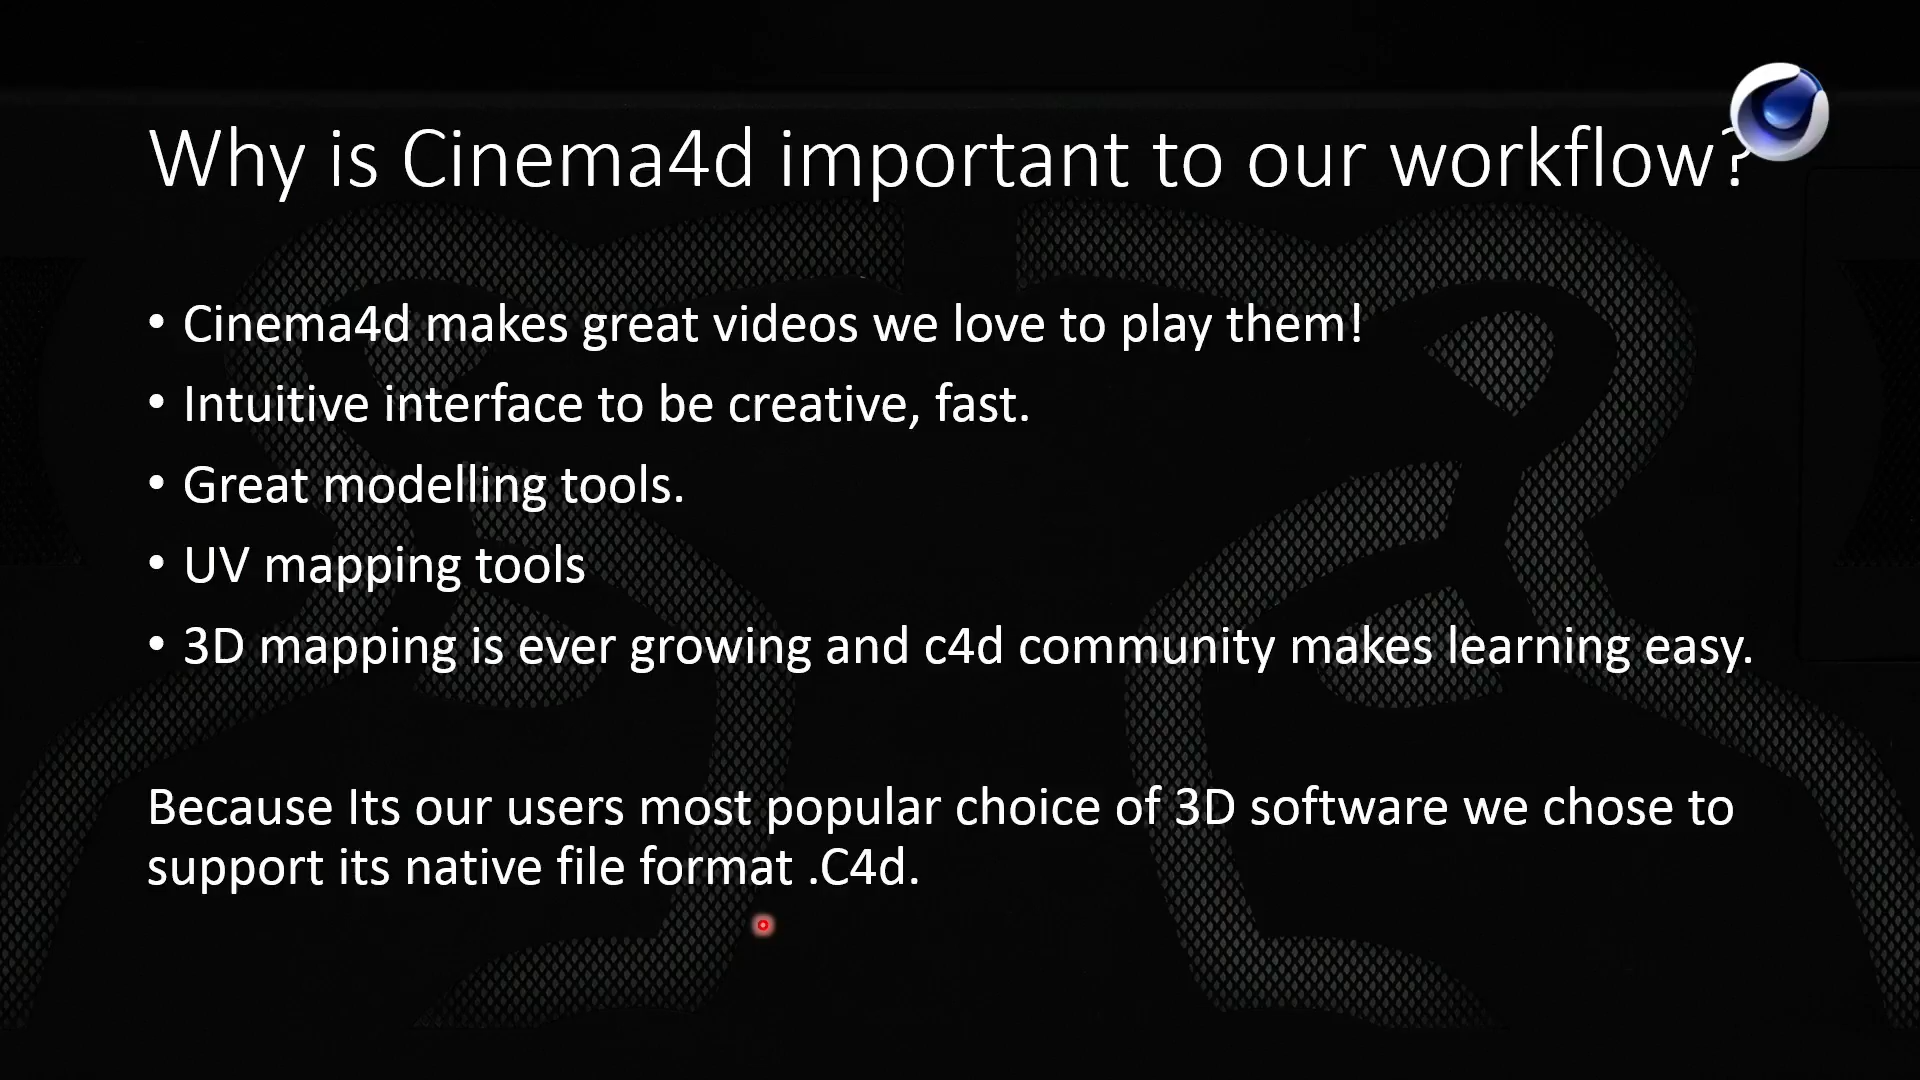 Why is Cinema4d important to our workflow?
• Cinema4d makes great videos we love to play them!
• Intuitive interface to be creative, fast.
• Great modelling tools.
• UV mapping tools
• 3D mapping is ever growing and c4d community makes learning easy.
Because Its our users most popular choice of 3D software we chose to
support its native file format .C4d.